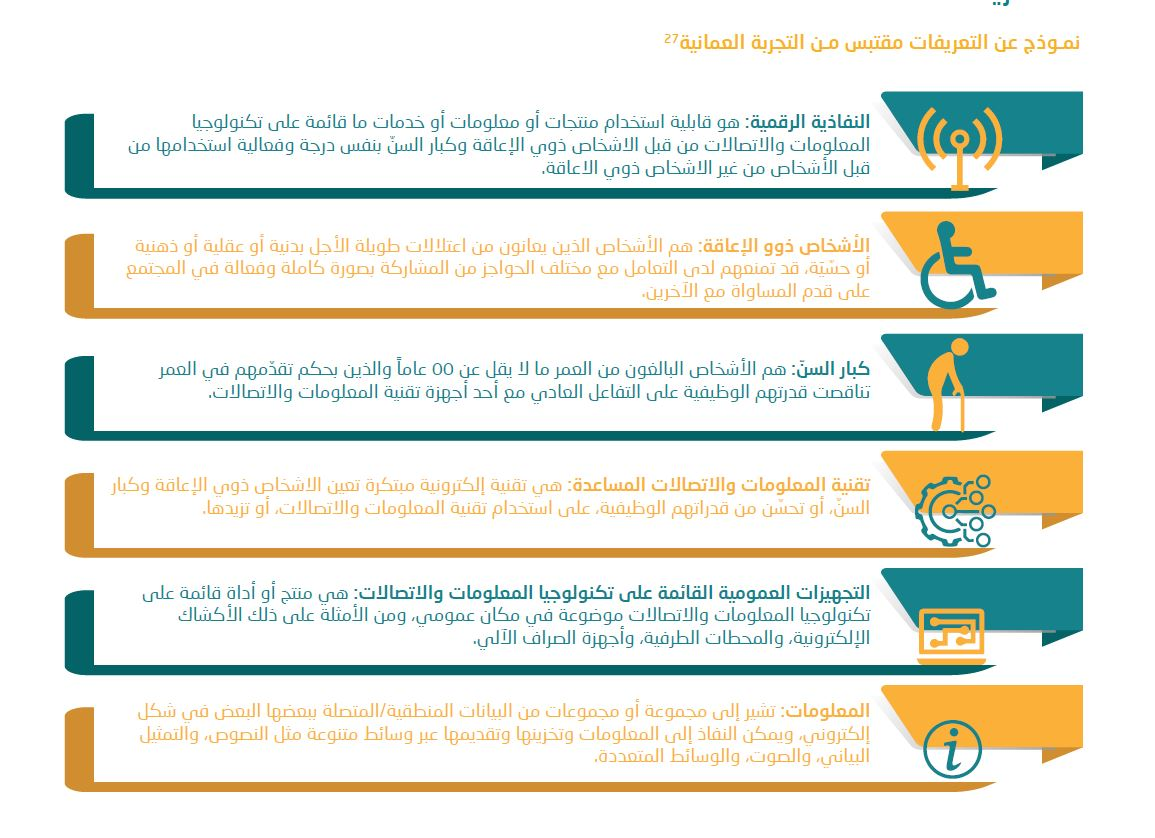 نموذج عن التعريفات مقتبس من التجربة العمانية27
النفاذية الرقمية: هو قابلية استخدام منتجات أو معلومات أو خدمات ما قائمة على تكنولوجيا
المعلومات والاتصالات من قبل الاشخاص ذوي الإعاقة وكبار السنّ بنفس درجة وفعالية استخدامها من
قبل الأشخاص من غير الاشخاص ذوي الاعاقة.
الأشخاص ذوو الإعاقة: هم الأشخاص الذين يعانون من اعتلالات طويلة الأجل بدنية أو عقلية أو ذهنية
أو حسّيّة، قد تمنعهم لدى التعامل مع مختلف الحواجز من المشاركة بصورة كاملة وفعالة في المجتمع
على قدم المساواة مع الآخرين.
كبار السنّ: هم الأشخاص البالغون من العمر ما لا يقل عن 00 عاماً والذين بحكم تقدّمهم في العمر
تناقصت قدرتهم الوظيفية على التفاعل العادي مع أحد أجهزة تقنية المعلومات والاتصالات.
تقنية المعلومات والاتصالات المساعدة: هي تقنية إلكترونية مبتكرة تعين الاشخاص ذوي الإعاقة وكبار
السنّ، أو تحسّن من قدراتهم الوظيفية، على استخدام تقنية المعلومات والاتصالات، أو تزيدها.
التجهيزات العمومية القائمة على تكنولوجيا المعلومات والاتصالات: هي منتج أو أداة قائمة على
تكنولوجيا المعلومات والاتصالات موضوعة في مكان عمومي، ومن الأمثلة على ذلك الأكشاك
الإلكترونية، والمحطات الطرفية، وأجهزة الصراف الآلي.
المعلومات: تشير إلى مجموعة أو مجموعات من البيانات المنطقية/المتصلة ببعضها البعض في شكل
إلكتروني، ويمكن النفاذ إلى المعلومات وتخزينها وتقديمها عبر وسائط متنوعة مثل النصوص، والتمثيل
البياني، والصوت، والوسائط المتعددة.